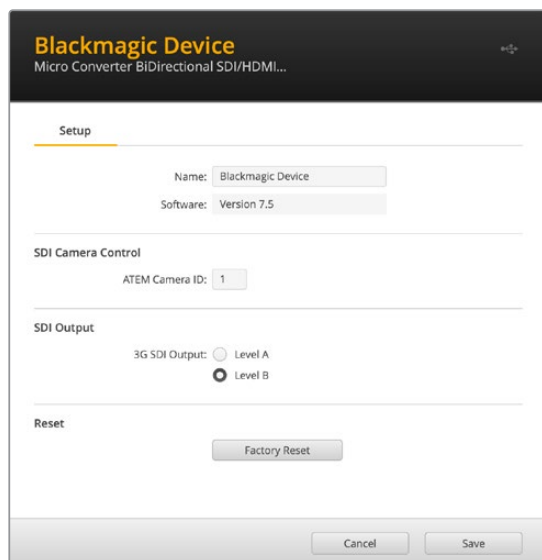 Blackmagic Device
Micro Converter BiDirectional SDI/HDMI...
Setup
Name: Blackmagic Device
Software: Version 7.5
SDI Camera Control
ATEM Camera ID: 1
SDI Output
3G SDI Output: Level A
Level B
Reset
Factory Reset
Cancel Save